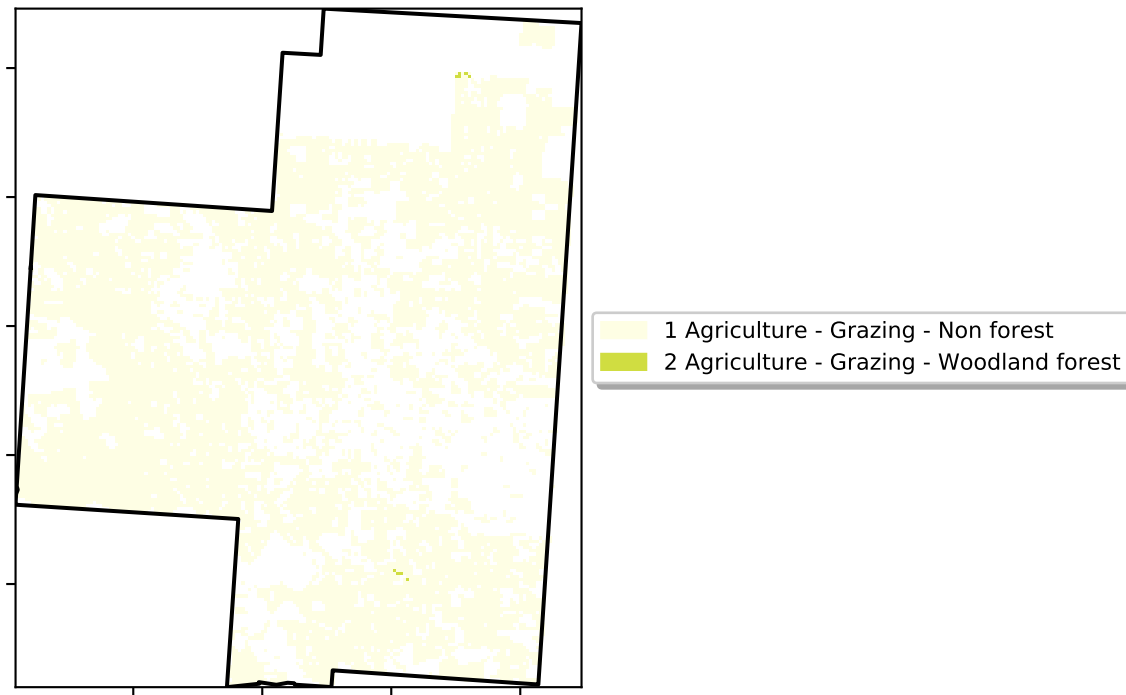 1 Agriculture - Grazing - Non forest
2 Agriculture - Grazing - Woodland forest